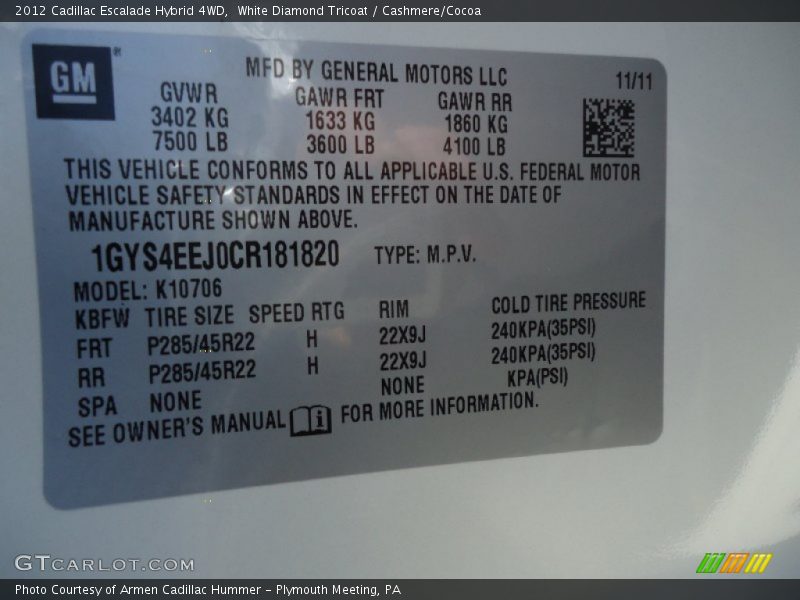 2012 Cadillac Escalade Hybrid 4WD, White Diamond Tricoat / Cashmere/Cocoa
GM ®
MFD BY GENERAL MOTORS LLC 11/11
GVWR GAWR FRT GAWR RR
3402 KG 1633 KG 1860 KG
7500 LB 3600 LB 4100 LB
THIS VEHICLE CONFORMS TO ALL APPLICABLE U.S. FEDERAL MOTOR
VEHICLE SAFETY STANDARDS IN EFFECT ON THE DATE OF
MANUFACTURE SHOWN ABOVE.
1GYS4EEJ0CR181820 TYPE: M.P.V.
MODEL: K10706
KBFW TIRE SIZE SPEED RTG RIM COLD TIRE PRESSURE
FRT P285/45R22 H 22X9J 240KPA(35PSI)
RR P285/45R22 H 22X9J 240KPA(35PSI)
SPA NONE NONE KPA(PSI)
SEE OWNER'S MANUAL i FOR MORE INFORMATION.
GTCARLOT.COM
Photo Courtesy of Armen Cadillac Hummer - Plymouth Meeting, PA